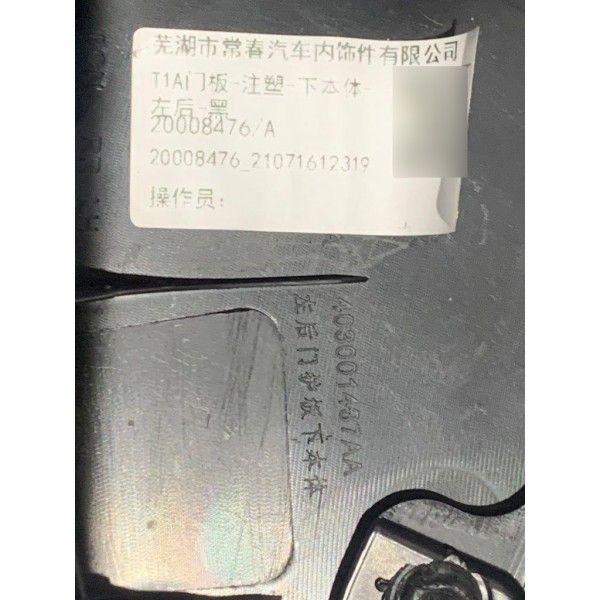 芜湖市常春汽车内饰件有限公司
T1A门板-注塑-下本体-
左后-黑
20008476/A
20008476_21071612319
操作员:
403001437AA
左后门护板下本体